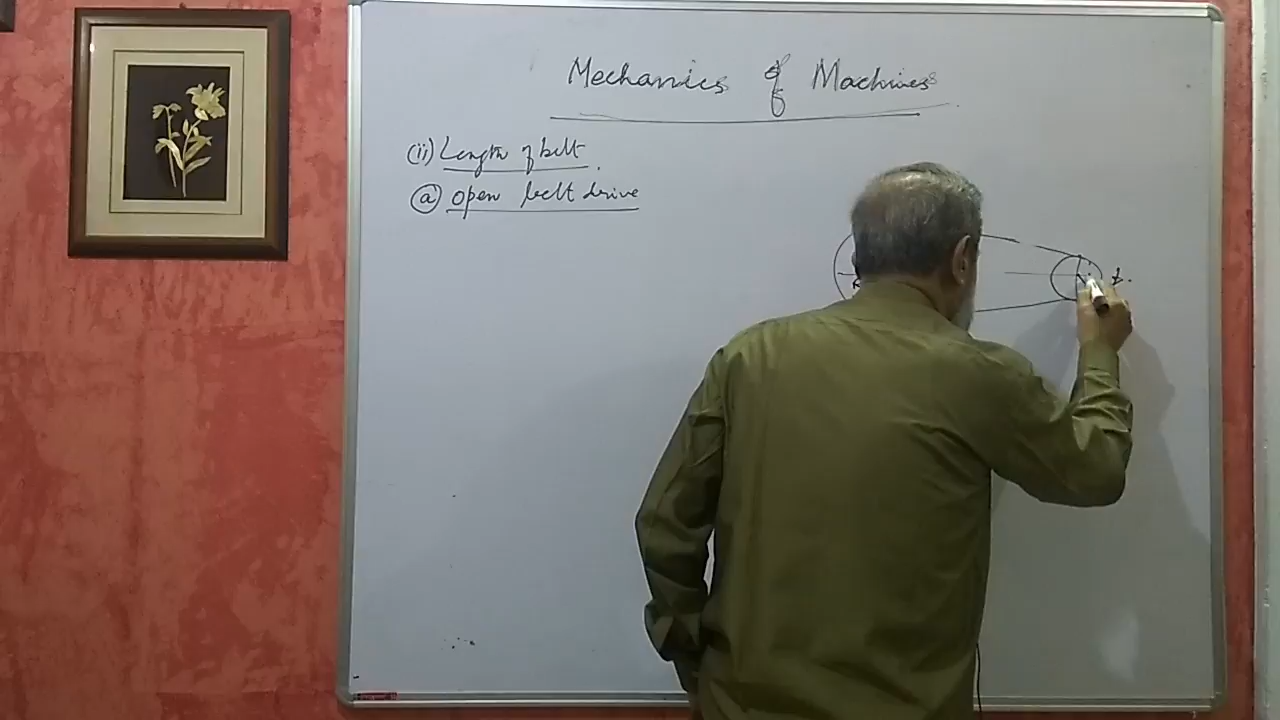 Mechanics of Machines
(ii) Length of belt
(a) open belt drive